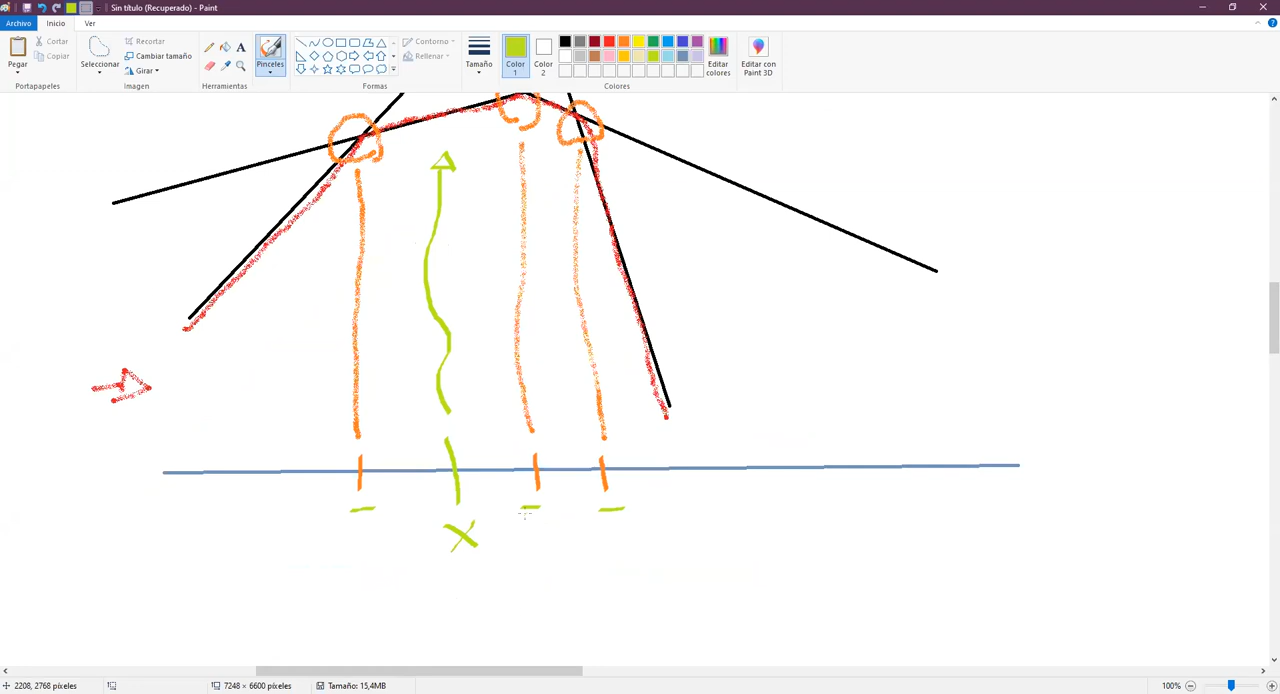 Sin título (Recuperado) - Paint
Archivo Inicio Ver
Pegar
Cortar
Copiar
Portapapeles
Seleccionar
Recortar
Cambiar tamaño
Girar
Imagen
A
Herramientas
Pinceles
Contorno
Rellenar
Formas
Tamaño
Color 1
Color 2
Editar colores
Colores
Editar con Paint 3D
X
2208, 2768 píxeles
7248 × 6600 píxeles
Tamaño: 15,4MB
100%